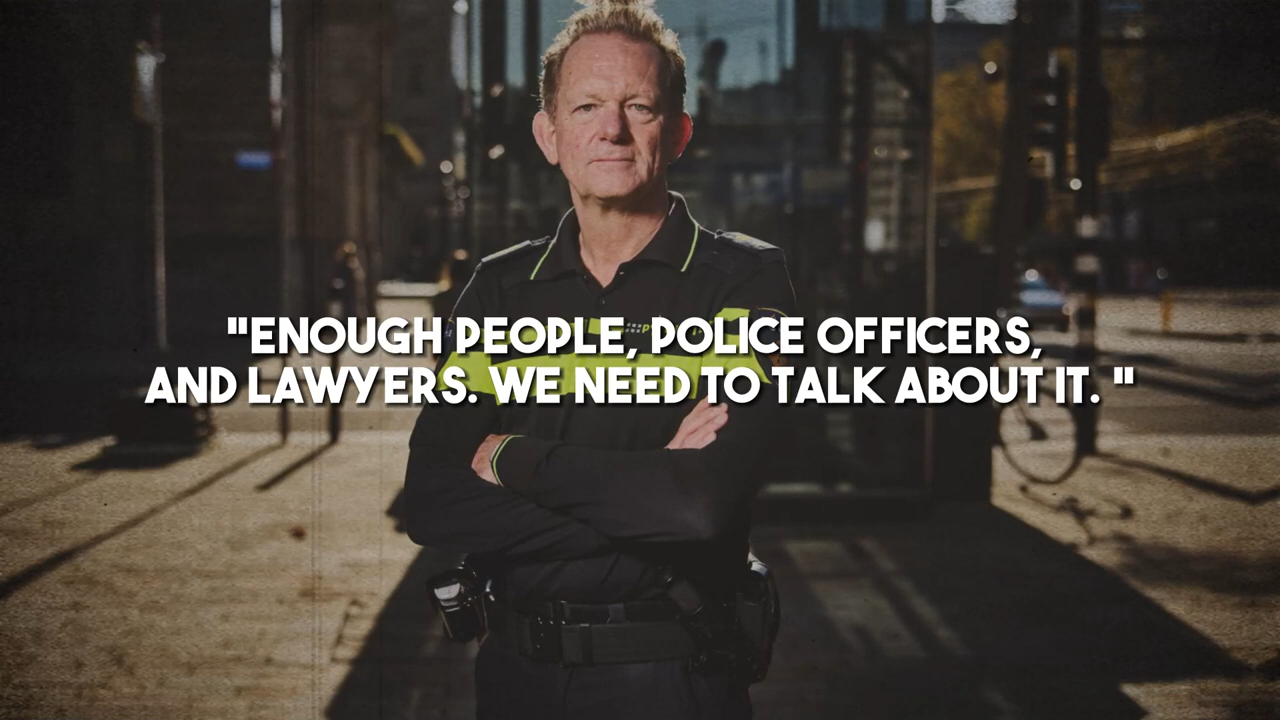 "ENOUGH PEOPLE, POLICE OFFICERS,
AND LAWYERS. WE NEED TO TALK ABOUT IT. "